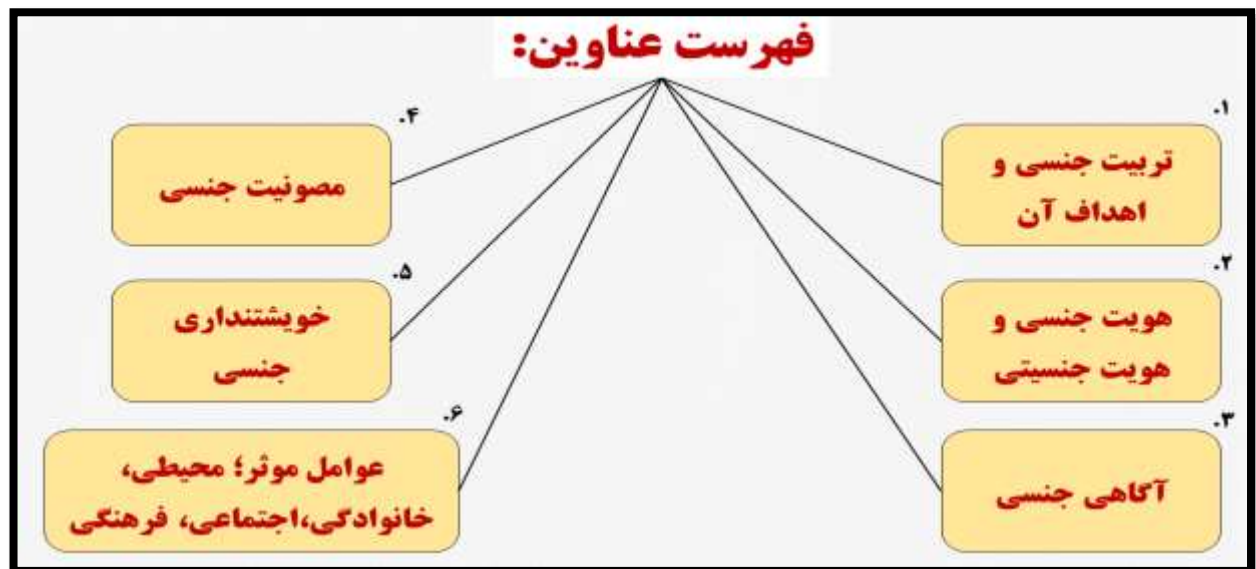 فهرست عناوین:
۱.
تربیت جنسی و
اهداف آن
۲.
هویت جنسی و
هویت جنسیتی
۳.
آگاهی جنسی
۴.
مصونیت جنسی
۵.
خویشتنداری
جنسی
۶.
عوامل موثر؛ محیطی،
خانوادگی،اجتماعی، فرهنگی